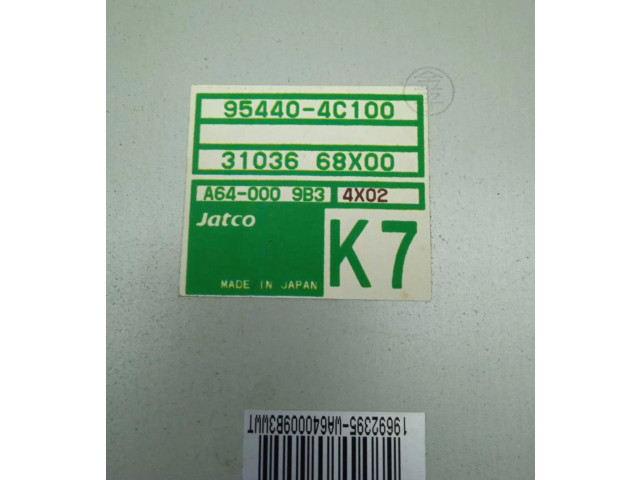 95440-4C100
31036 68X00
A64-000 9B3 4X02
Jatco
K7
MADE IN JAPAN
19692395-WA640009B3WWT